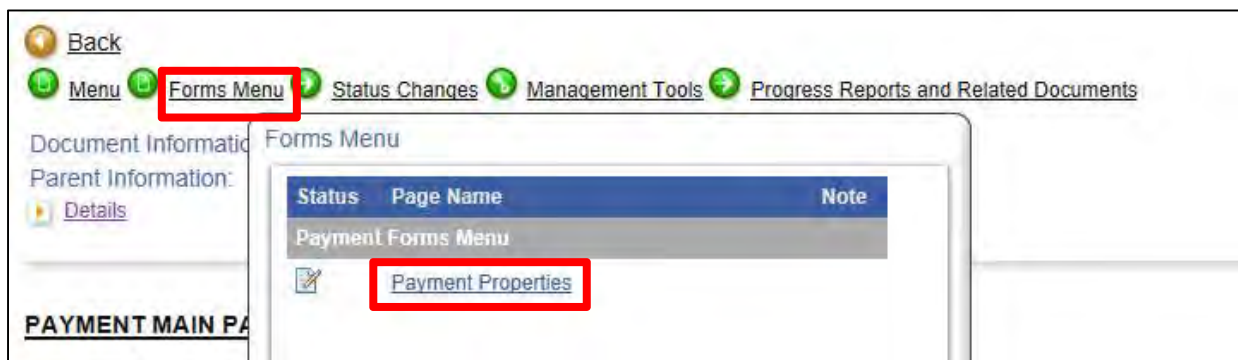 Back
Menu Forms Menu Status Changes Management Tools Progress Reports and Related Documents
Document Informatio
Parent Information:
Details
Forms Menu
Status Page Name Note
Payment Forms Menu
Payment Properties
PAYMENT MAIN PA